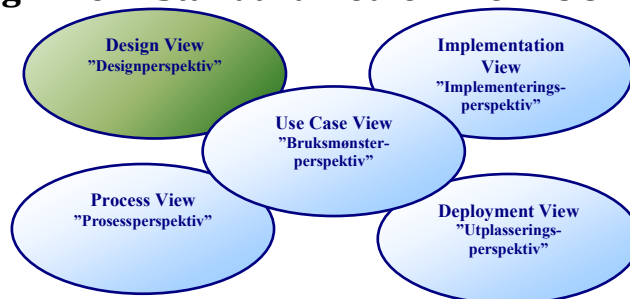 Design View
”Designperspektiv”
Implementation
View
”Implementerings-
perspektiv”
Use Case View
”Bruksmønster-
perspektiv”
Process View
”Prosessperspektiv”
Deployment View
”Utplasserings-
perspektiv”